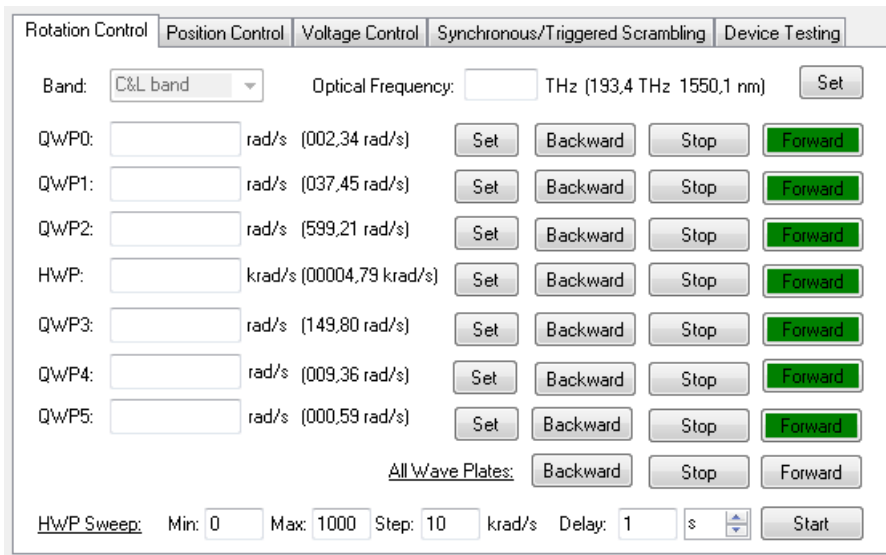 Rotation Control Position Control Voltage Control Synchronous/Triggered Scrambling Device Testing
Band: C&L band Optical Frequency: THz (193,4 THz 1550,1 nm) Set
QWP0: rad/s (002,34 rad/s) Set Backward Stop Forward
QWP1: rad/s (037,45 rad/s) Set Backward Stop Forward
QWP2: rad/s (599,21 rad/s) Set Backward Stop Forward
HWP: krad/s (00004,79 krad/s) Set Backward Stop Forward
QWP3: rad/s (149,80 rad/s) Set Backward Stop Forward
QWP4: rad/s (009,36 rad/s) Set Backward Stop Forward
QWP5: rad/s (000,59 rad/s) Set Backward Stop Forward
All Wave Plates: Backward Stop Forward
HWP Sweep: Min: 0 Max: 1000 Step: 10 krad/s Delay: 1 s Start